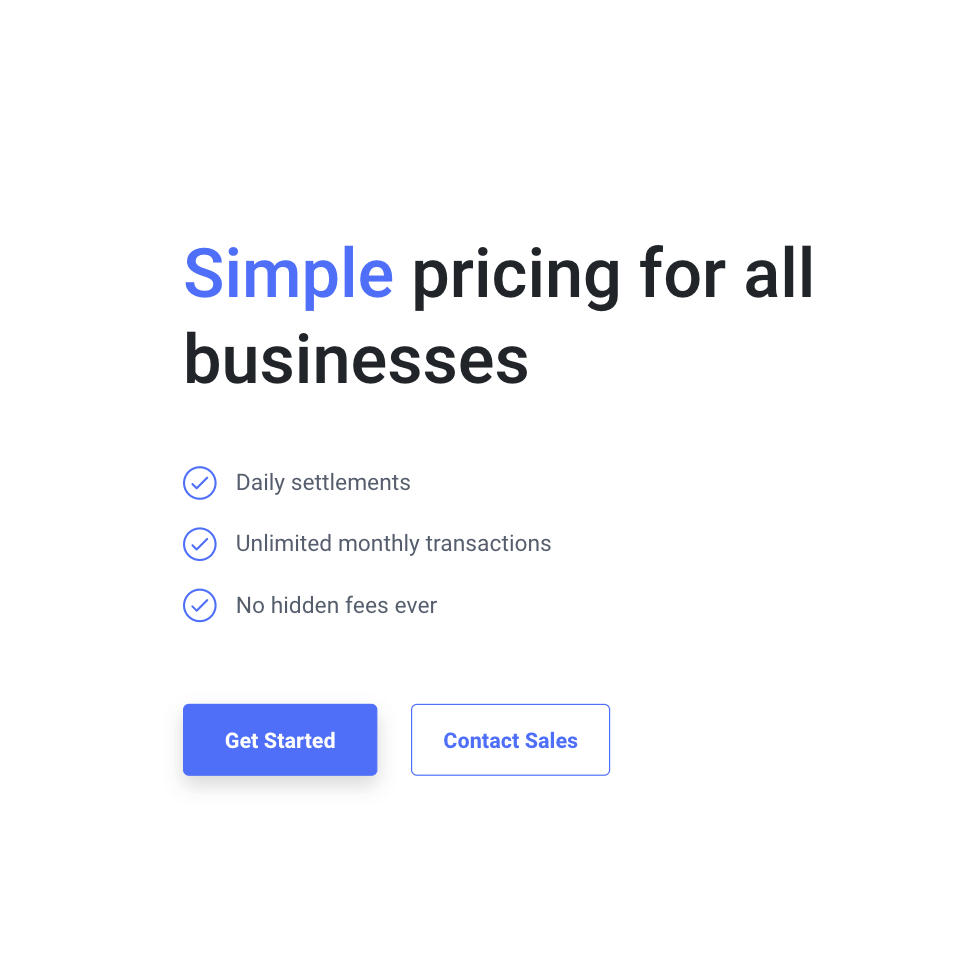 Simple pricing for all
businesses
Daily settlements
Unlimited monthly transactions
No hidden fees ever
Get Started
Contact Sales